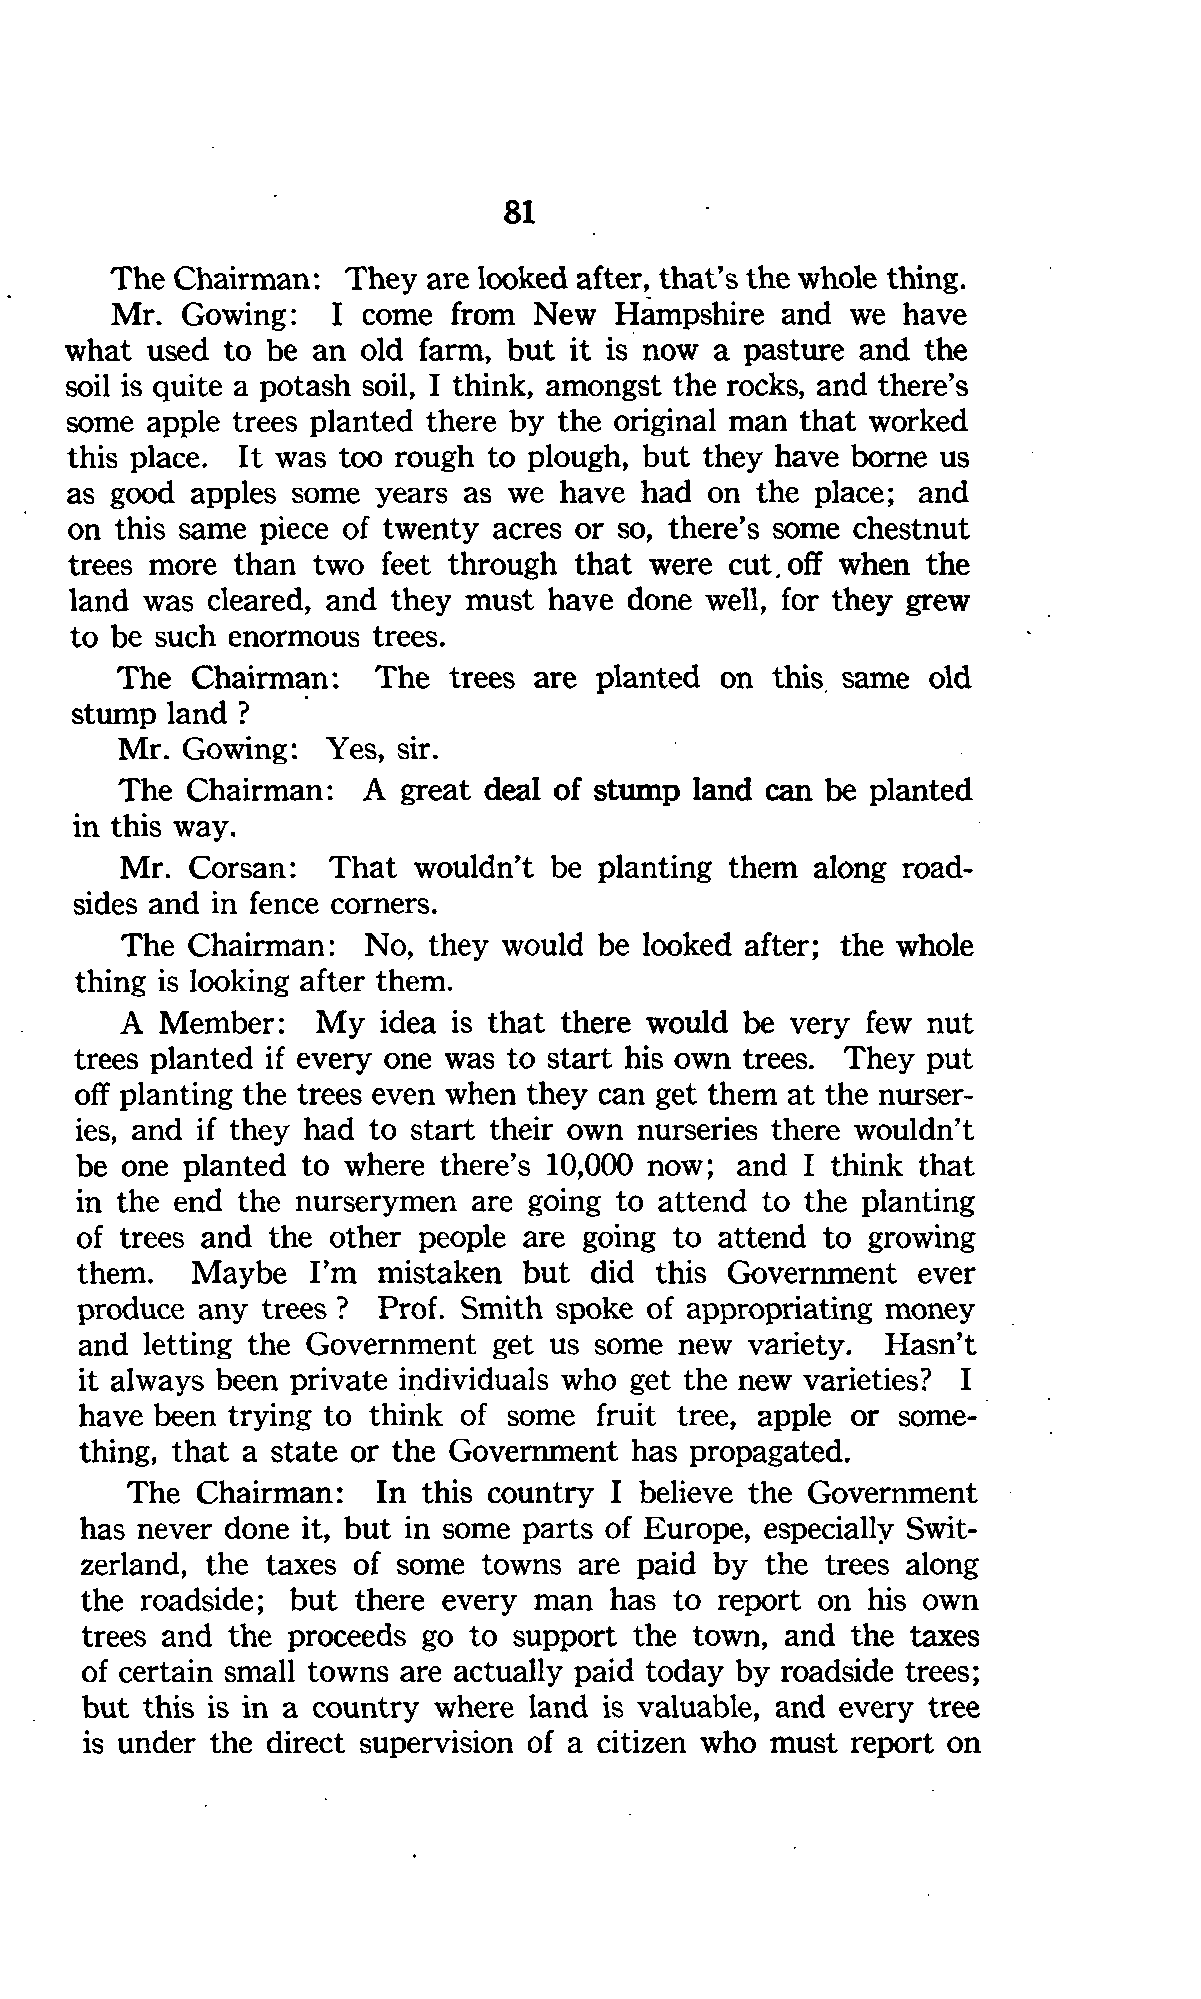 81
The Chairman: They are looked after, that's the whole thing.
Mr. Gowing: I come from New Hampshire and we have
what used to be an old farm, but it is now a pasture and the
soil is quite a potash soil, I think, amongst the rocks, and there's
some apple trees planted there by the original man that worked
this place. It was too rough to plough, but they have borne us
as good apples some years as we have had on the place; and
on this same piece of twenty acres or so, there's some chestnut
trees more than two feet through that were cut off when the
land was cleared, and they must have done well, for they grew
to be such enormous trees.
The Chairman: The trees are planted on this same old
stump land ?
Mr. Gowing: Yes, sir.
The Chairman: A great deal of stump land can be planted
in this way.
Mr. Corsan: That wouldn't be planting them along road-
sides and in fence corners.
The Chairman: No, they would be looked after; the whole
thing is looking after them.
A Member: My idea is that there would be very few nut
trees planted if every one was to start his own trees. They put
off planting the trees even when they can get them at the nurser-
ies, and if they had to start their own nurseries there wouldn't
be one planted to where there's 10,000 now; and I think that
in the end the nurserymen are going to attend to the planting
of trees and the other people are going to attend to growing
them. Maybe I'm mistaken but did this Government ever
produce any trees ? Prof. Smith spoke of appropriating money
and letting the Government get us some new variety. Hasn't
it always been private individuals who get the new varieties? I
have been trying to think of some fruit tree, apple or some-
thing, that a state or the Government has propagated.
The Chairman: In this country I believe the Government
has never done it, but in some parts of Europe, especially Swit-
zerland, the taxes of some towns are paid by the trees along
the roadside; but there every man has to report on his own
trees and the proceeds go to support the town, and the taxes
of certain small towns are actually paid today by roadside trees;
but this is in a country where land is valuable, and every tree
is under the direct supervision of a citizen who must report on